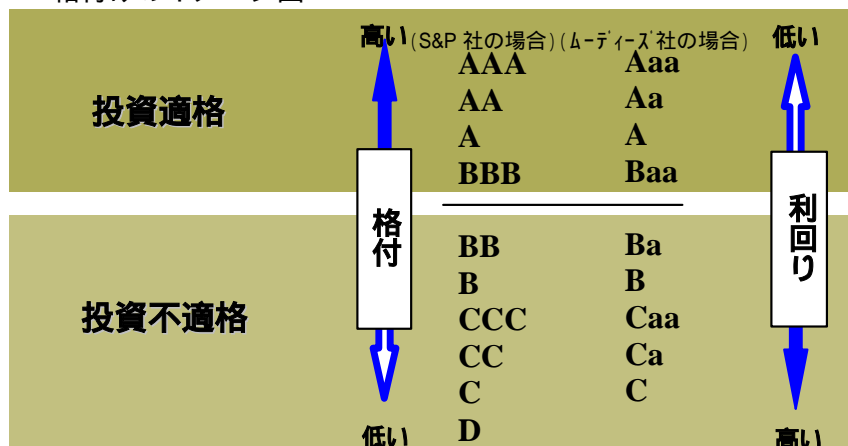 高い (S&P 社の場合) (ムーディーズ社の場合) 低い
AAA Aaa
投資適格 AA Aa
A A
BBB Baa
格付 利回り
BB Ba
B B
投資不適格 CCC Caa
CC Ca
C C
低い D 高い